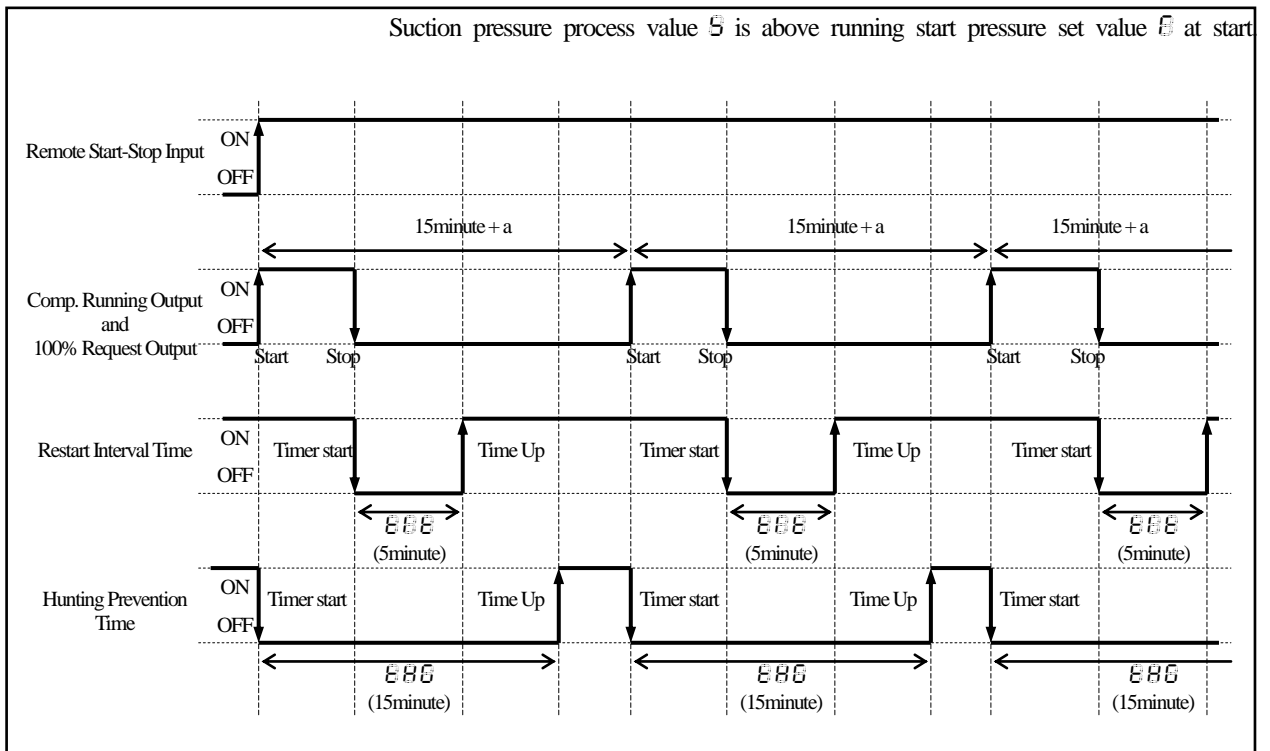 Suction pressure process value S is above running start pressure set value at start.
Remote Start-Stop Input
ON
OFF
15minute + a
15minute + a
15minute + a
Comp. Running Output
and
100% Request Output
ON
OFF
Start
Stop
Start
Stop
Start
Stop
Restart Interval Time
ON
OFF
Timer start
Time Up
Timer start
Time Up
Timer start
(5minute)
(5minute)
(5minute)
Hunting Prevention
Time
ON
OFF
Timer start
Time Up
Timer start
Time Up
Timer start
tHG
tHG
tHG
(15minute)
(15minute)
(15minute)